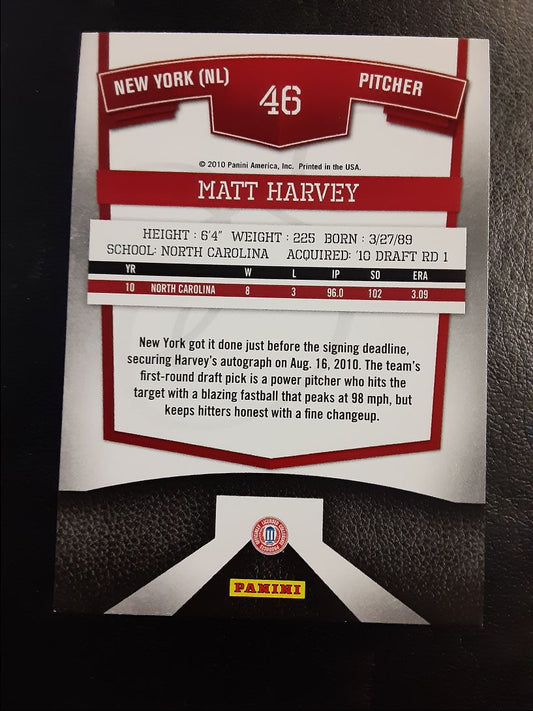 NEW YORK (NL) 46 PITCHER
© 2010 Panini America, Inc. Printed in the USA.
MATT HARVEY
HEIGHT : 6'4" WEIGHT : 225 BORN : 3/27/89
SCHOOL: NORTH CAROLINA ACQUIRED: '10 DRAFT RD 1
YR W L IP SO ERA
10 NORTH CAROLINA 8 3 96.0 102 3.09
New York got it done just before the signing deadline,
securing Harvey's autograph on Aug. 16, 2010. The team's
first-round draft pick is a power pitcher who hits the
target with a blazing fastball that peaks at 98 mph, but
keeps hitters honest with a fine changeup.
PANINI